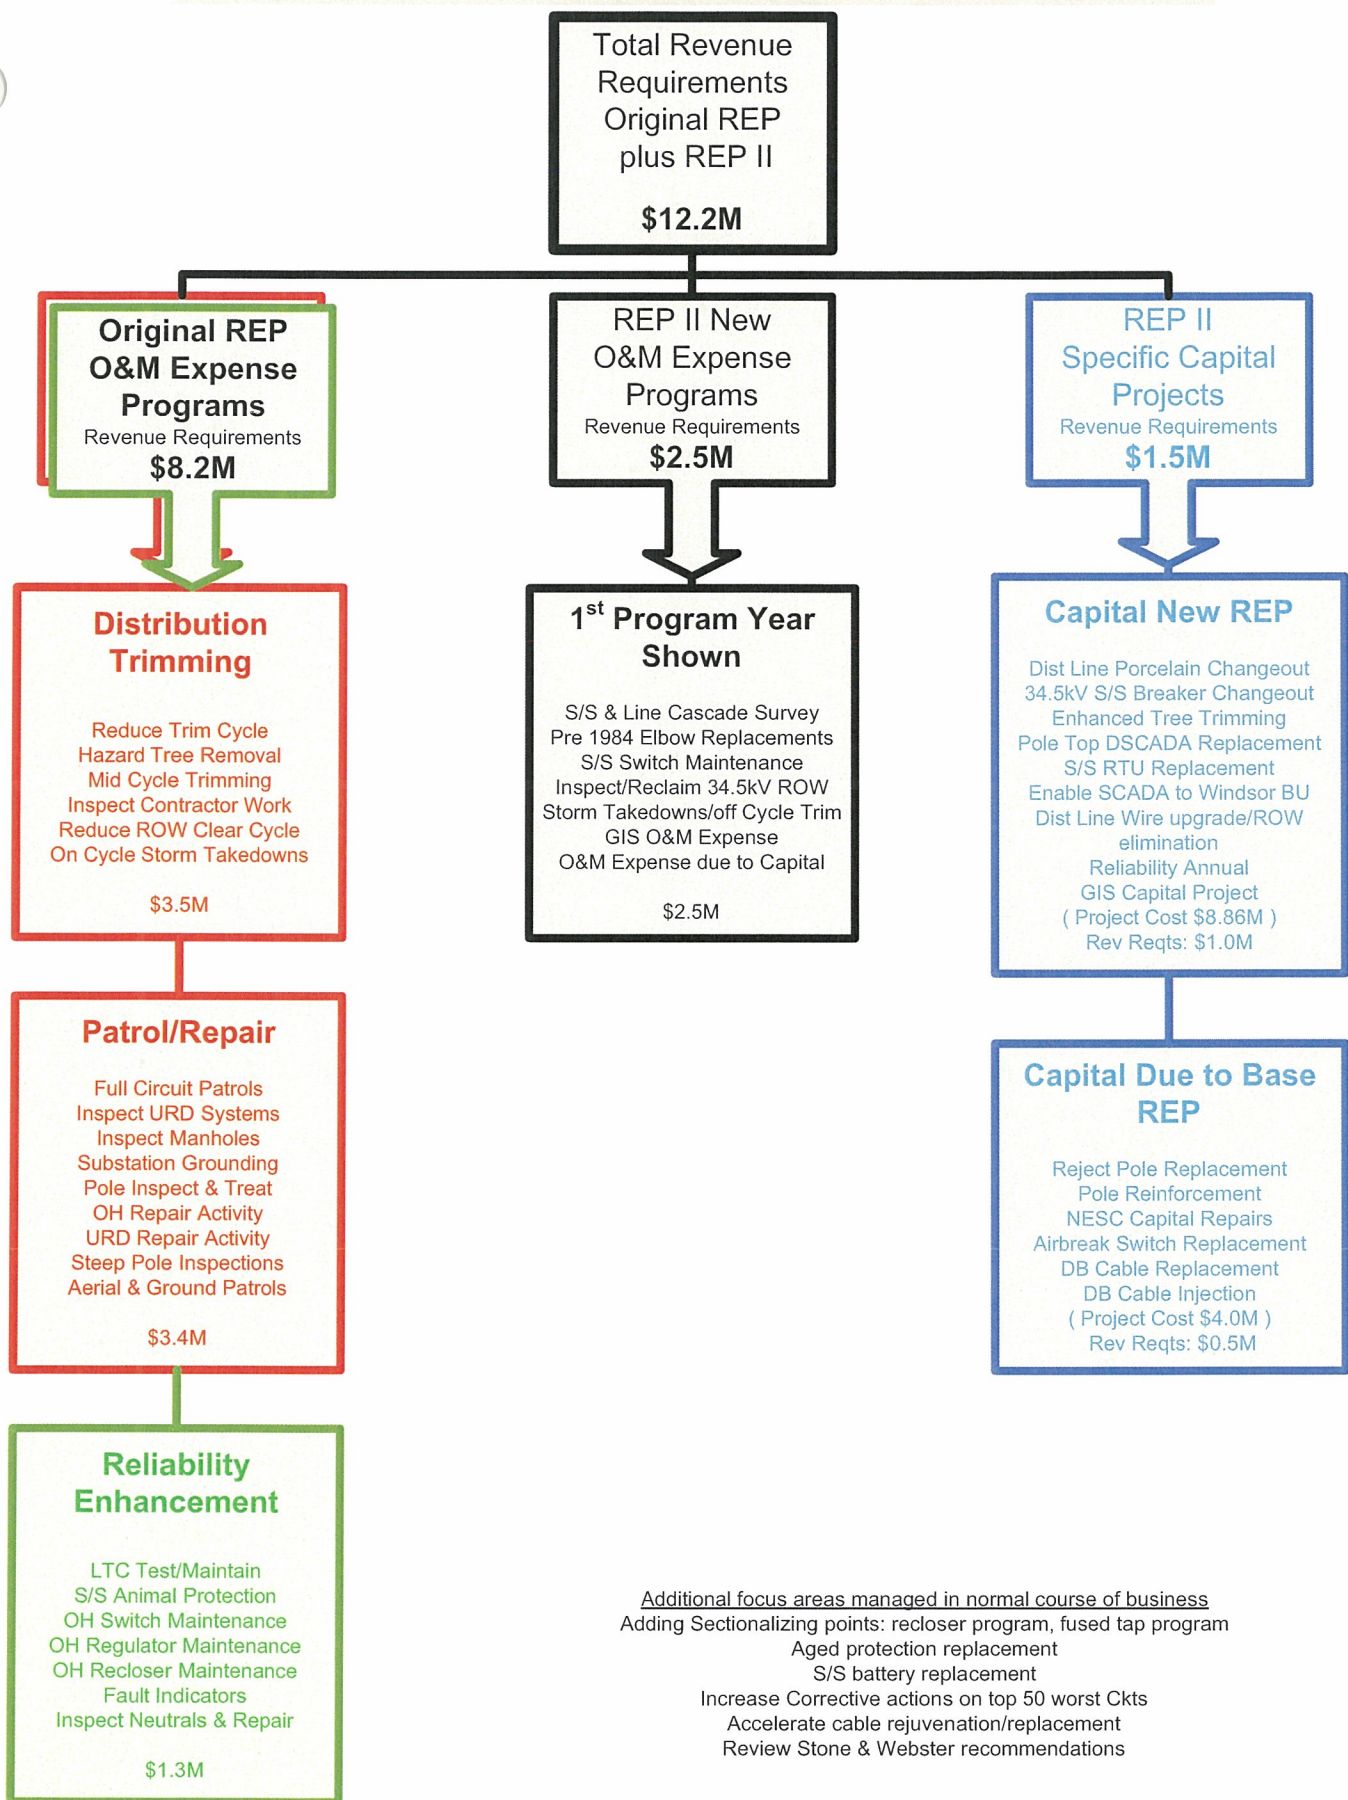 Total Revenue
Requirements
Original REP
plus REP II
$12.2M
Original REP
O&M Expense
Programs
Revenue Requirements
$8.2M
REP II New
O&M Expense
Programs
Revenue Requirements
$2.5M
REP II
Specific Capital
Projects
Revenue Requirements
$1.5M
Distribution
Trimming
Reduce Trim Cycle
Hazard Tree Removal
Mid Cycle Trimming
Inspect Contractor Work
Reduce ROW Clear Cycle
On Cycle Storm Takedowns
$3.5M
Patrol/Repair
Full Circuit Patrols
Inspect URD Systems
Inspect Manholes
Substation Grounding
Pole Inspect & Treat
OH Repair Activity
URD Repair Activity
Steep Pole Inspections
Aerial & Ground Patrols
$3.4M
Reliability
Enhancement
LTC Test/Maintain
S/S Animal Protection
OH Switch Maintenance
OH Regulator Maintenance
OH Recloser Maintenance
Fault Indicators
Inspect Neutrals & Repair
$1.3M
1st Program Year
Shown
S/S & Line Cascade Survey
Pre 1984 Elbow Replacements
S/S Switch Maintenance
Inspect/Reclaim 34.5kV ROW
Storm Takedowns/off Cycle Trim
GIS O&M Expense
O&M Expense due to Capital
$2.5M
Capital New REP
Dist Line Porcelain Changeout
34.5kV S/S Breaker Changeout
Enhanced Tree Trimming
Pole Top DSCADA Replacement
S/S RTU Replacement
Enable SCADA to Windsor BU
Dist Line Wire upgrade/ROW
elimination
Reliability Annual
GIS Capital Project
( Project Cost $8.86M )
Rev Reqts: $1.0M
Capital Due to Base
REP
Reject Pole Replacement
Pole Reinforcement
NESC Capital Repairs
Airbreak Switch Replacement
DB Cable Replacement
DB Cable Injection
( Project Cost $4.0M )
Rev Reqts: $0.5M
Additional focus areas managed in normal course of business
Adding Sectionalizing points: recloser program, fused tap program
Aged protection replacement
S/S battery replacement
Increase Corrective actions on top 50 worst Ckts
Accelerate cable rejuvenation/replacement
Review Stone & Webster recommendations